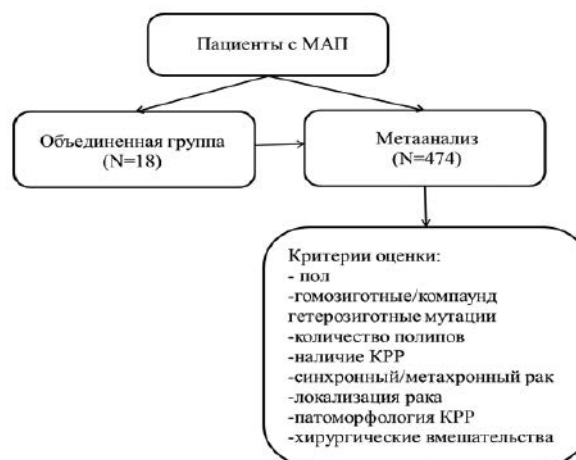 Пациенты с МАП
Объединенная группа
(N=18)
Метаанализ
(N=474)
Критерии оценки:
- пол
-гомозиготные/компаунд
гетерозиготные мутации
-количество полипов
-наличие КРР
-синхронный/метахронный рак
-локализация рака
-патоморфология КРР
-хирургические вмешательства